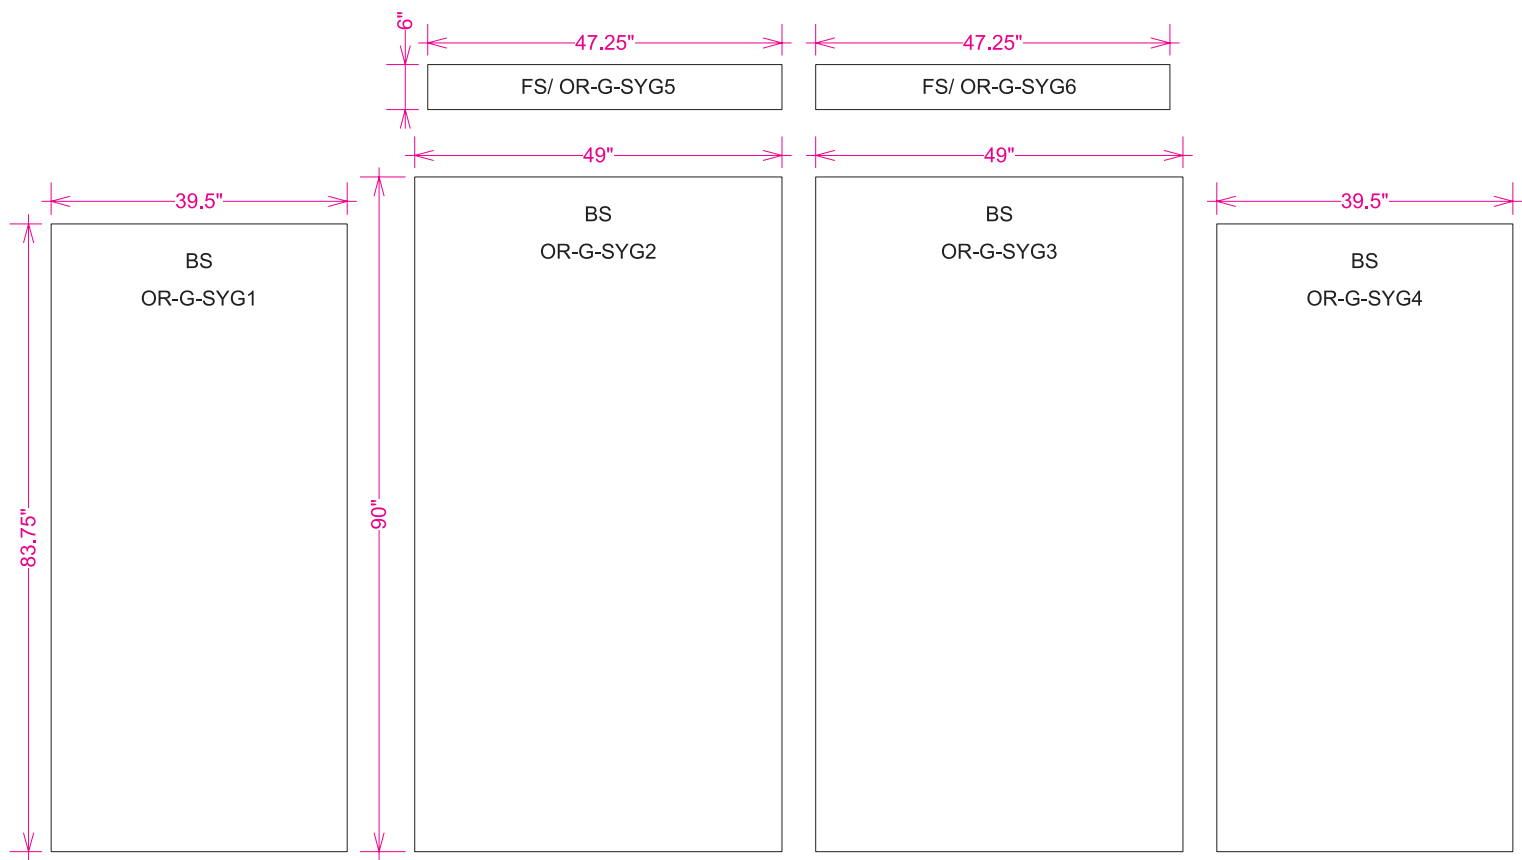 6"
47.25"
47.25"
FS/ OR-G-SYG5
FS/ OR-G-SYG6
49"
49"
39.5"
39.5"
BS
OR-G-SYG2
BS
OR-G-SYG3
BS
OR-G-SYG1
BS
OR-G-SYG4
83.75"
90"